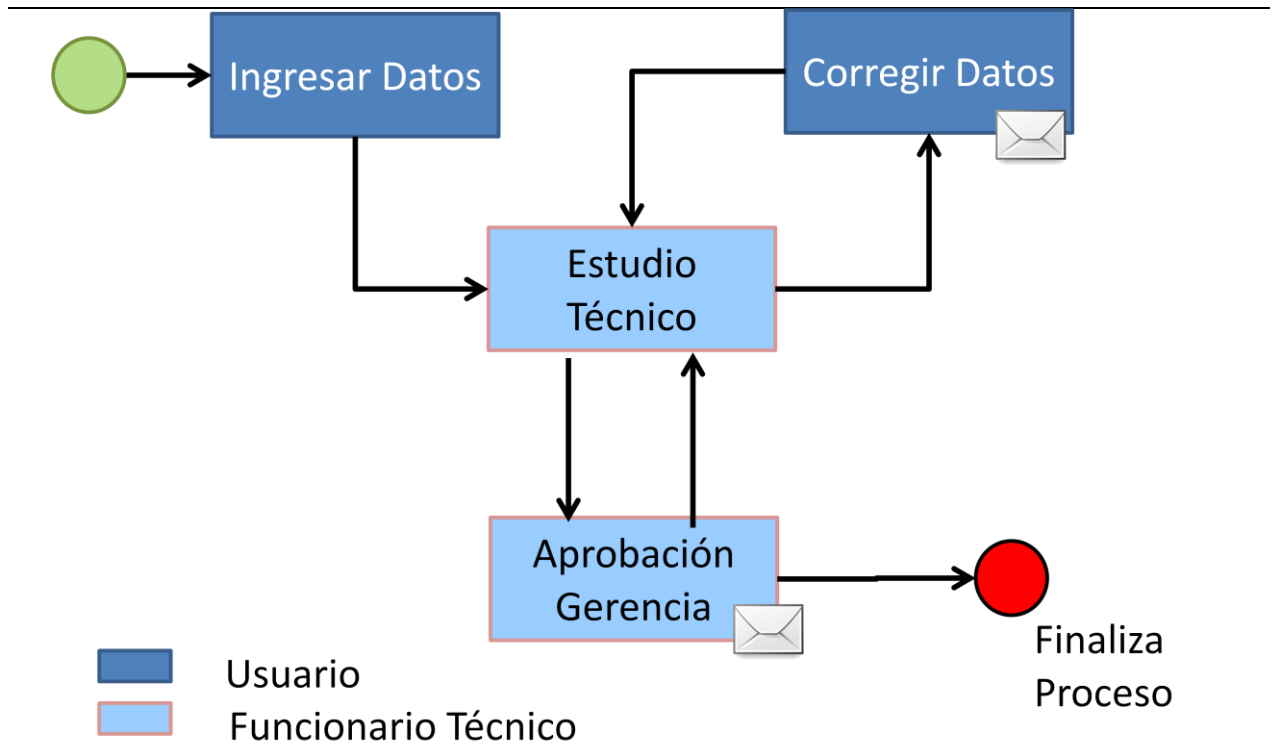 Ingresar Datos
Corregir Datos
Estudio
Técnico
Aprobación
Gerencia
Finaliza
Proceso
Usuario
Funcionario Técnico